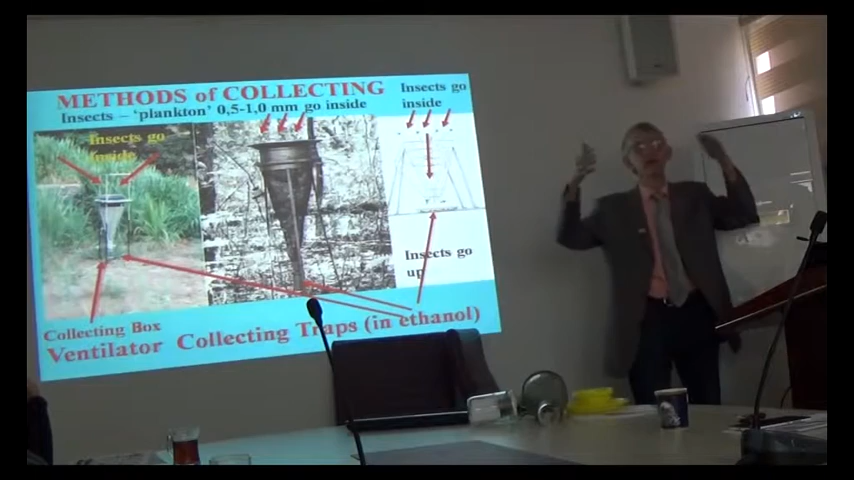 METHODS of COLLECTING
Insects – 'plankton' 0,5-1,0 mm go inside
Insects go
inside
Insects go
inside
Insects go
up
Collecting Box
Ventilator
Collecting Traps (in ethanol)